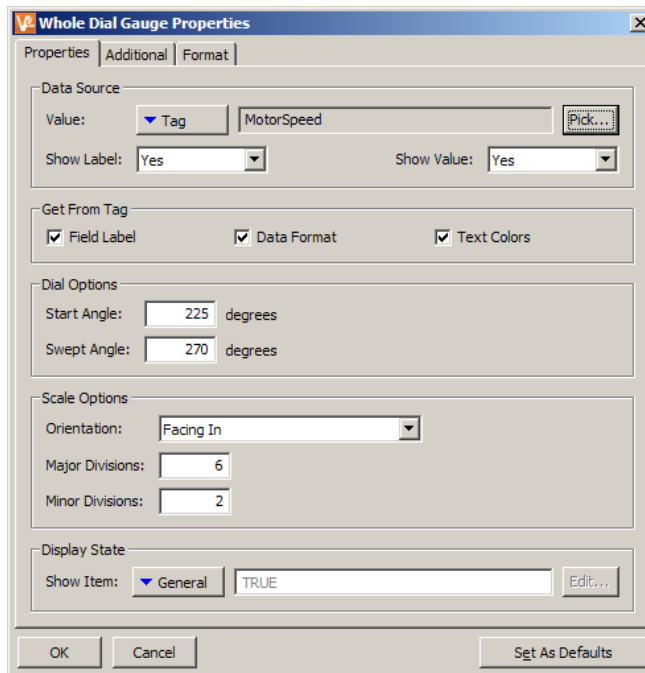 Whole Dial Gauge Properties
Properties Additional Format
Data Source
Value: Tag MotorSpeed Pick...
Show Label: Yes Show Value: Yes
Get From Tag
Field Label Data Format Text Colors
Dial Options
Start Angle: 225 degrees
Swept Angle: 270 degrees
Scale Options
Orientation: Facing In
Major Divisions: 6
Minor Divisions: 2
Display State
Show Item: General TRUE Edit...
OK Cancel Set As Defaults